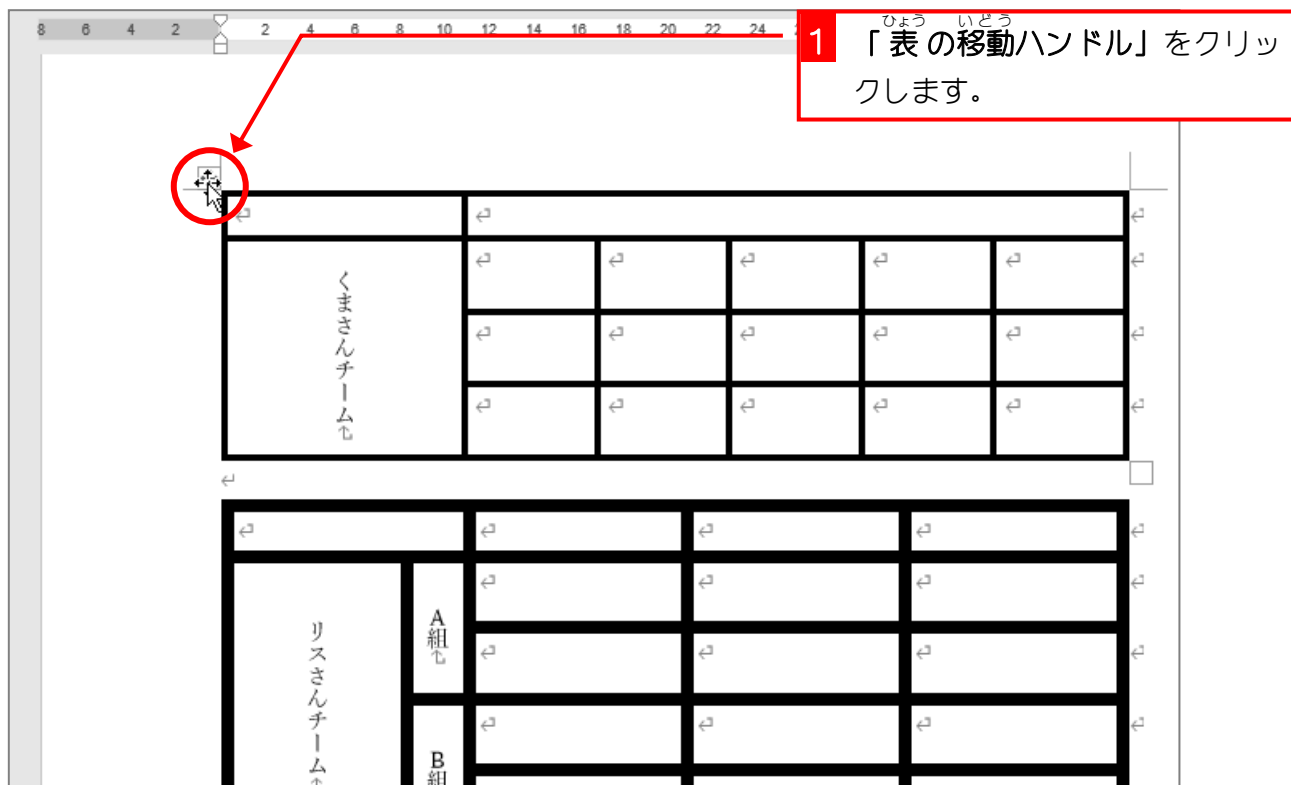 8 6 4 2 2 4 6 8 10 12 14 16 18 20 22 24
1
ひょう いどう
「表の移動ハンドル」をクリッ
クします。
くまさんチーム
リスさんチーム
A組
B組